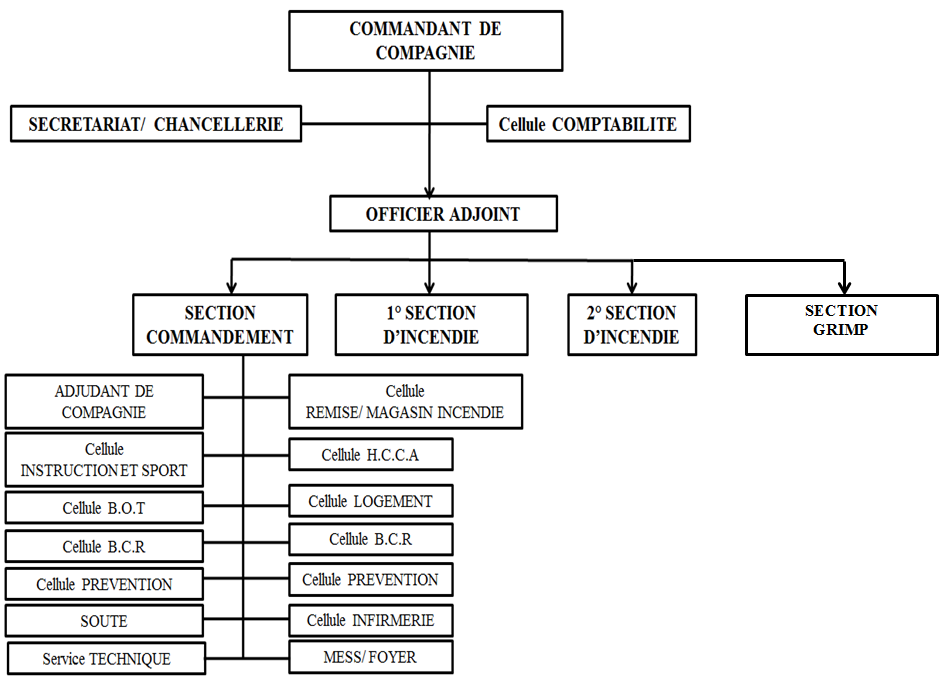 COMMANDANT DE
COMPAGNIE
SECRETARIAT/ CHANCELLERIE
Cellule COMPTABILITE
OFFICIER ADJOINT
SECTION
COMMANDEMENT
1° SECTION
D'INCENDIE
2° SECTION
D'INCENDIE
SECTION
GRIMP
ADJUDANT DE
COMPAGNIE
Cellule
REMISE/ MAGASIN INCENDIE
Cellule
INSTRUCTION ET SPORT
Cellule H.C.C.A
Cellule B.O.T
Cellule LOGEMENT
Cellule B.C.R
Cellule B.C.R
Cellule PREVENTION
Cellule PREVENTION
SOUTE
Cellule INFIRMERIE
Service TECHNIQUE
MESS/ FOYER